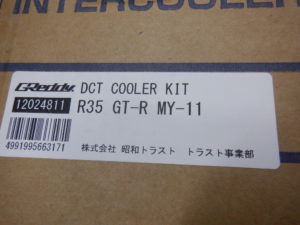 INTERCOOLER
GReddy DCT COOLER KIT
12024811 R35 GT-R MY-11
4991995663171
株式会社 昭和トラスト トラスト事業部